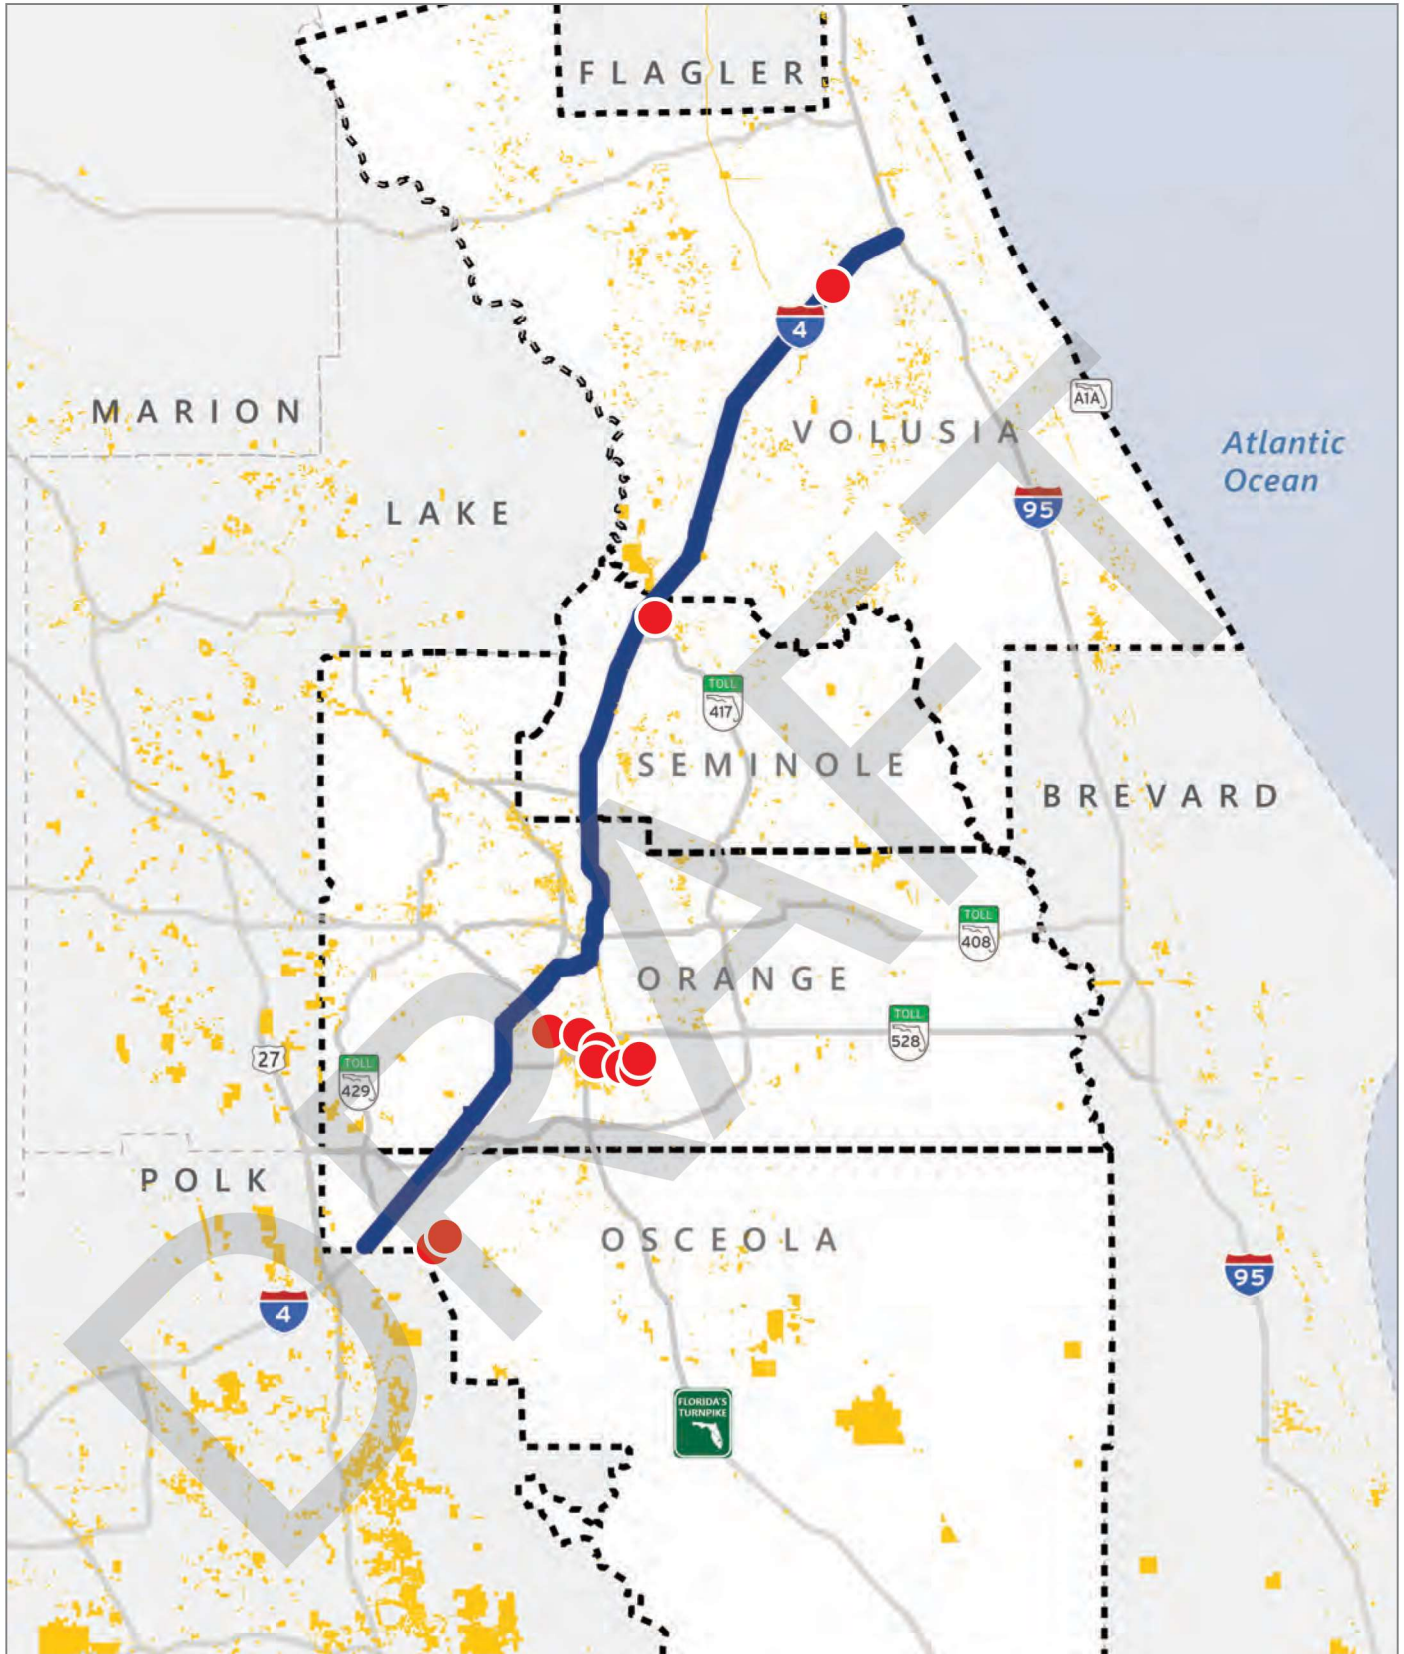 FLAGLER
4
MARION
A1A
VOLUSIA
Atlantic
Ocean
LAKE
95
TOLL
417
SEMINOLE
BREVARD
TOLL
408
ORANGE
TOLL
528
27
TOLL
429
POLK
OSCEOLA
95
4
FLORIDA'S
TURNPIKE
DRAFT